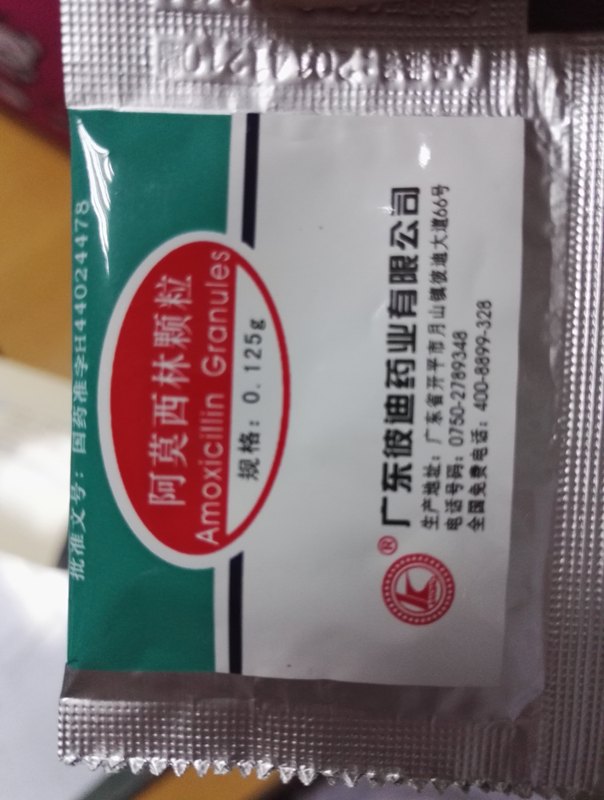 批准文号：国药准字H44024478
阿莫西林颗粒
Amoxicillin Granules
规格：0.125g
®广东彼迪药业有限公司
生产地址：广东省开平市月山镇彼迪大道66号
电话号码：0750-2789348
全国免费电话：400-8899-328